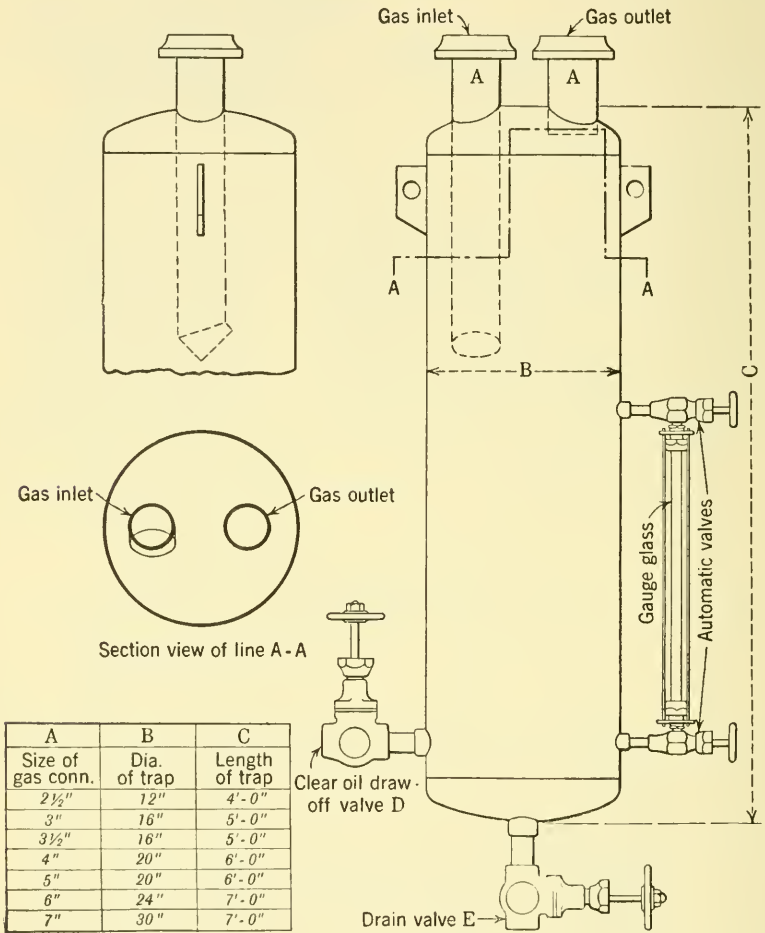 Gas inlet
Gas outlet
A
A
A
A
B
C
Gauge glass
Automatic valves
Gas inlet
Gas outlet
Section view of line A-A
Clear oil draw-
off valve D
Drain valve E
A B C
Size of gas conn. Dia. of trap Length of trap
2½" 12" 4'-0"
3" 16" 5'-0"
3½" 16" 5'-0"
4" 20" 6'-0"
5" 20" 6'-0"
6" 24" 7'-0"
7" 30" 7'-0"